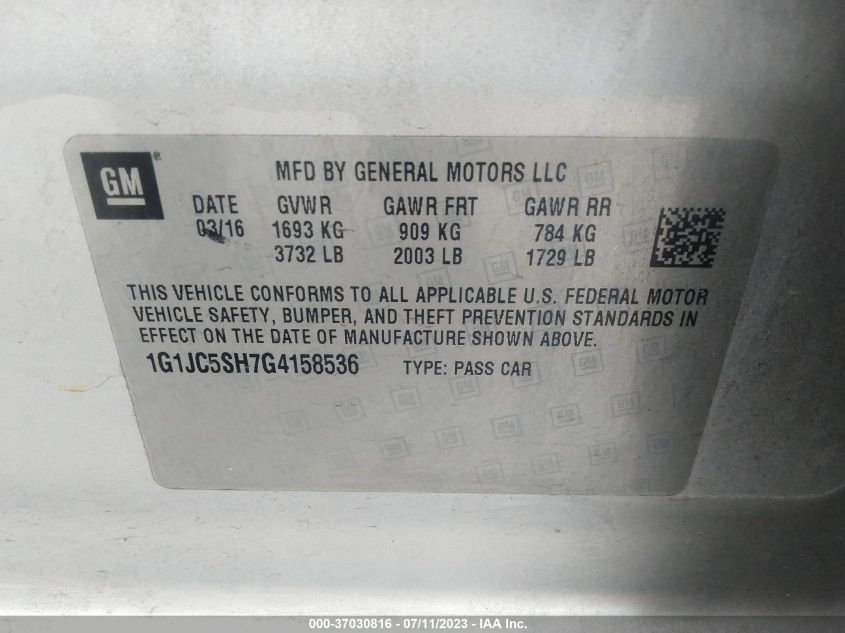 GM ®
MFD BY GENERAL MOTORS LLC
DATE GVWR GAWR FRT GAWR RR
03/16 1693 KG 909 KG 784 KG
3732 LB 2003 LB 1729 LB
THIS VEHICLE CONFORMS TO ALL APPLICABLE U.S. FEDERAL MOTOR
VEHICLE SAFETY, BUMPER, AND THEFT PREVENTION STANDARDS IN
EFFECT ON THE DATE OF MANUFACTURE SHOWN ABOVE.
1G1JC5SH7G4158536 TYPE: PASS CAR
000-37030816 - 07/11/2023 - IAA Inc.